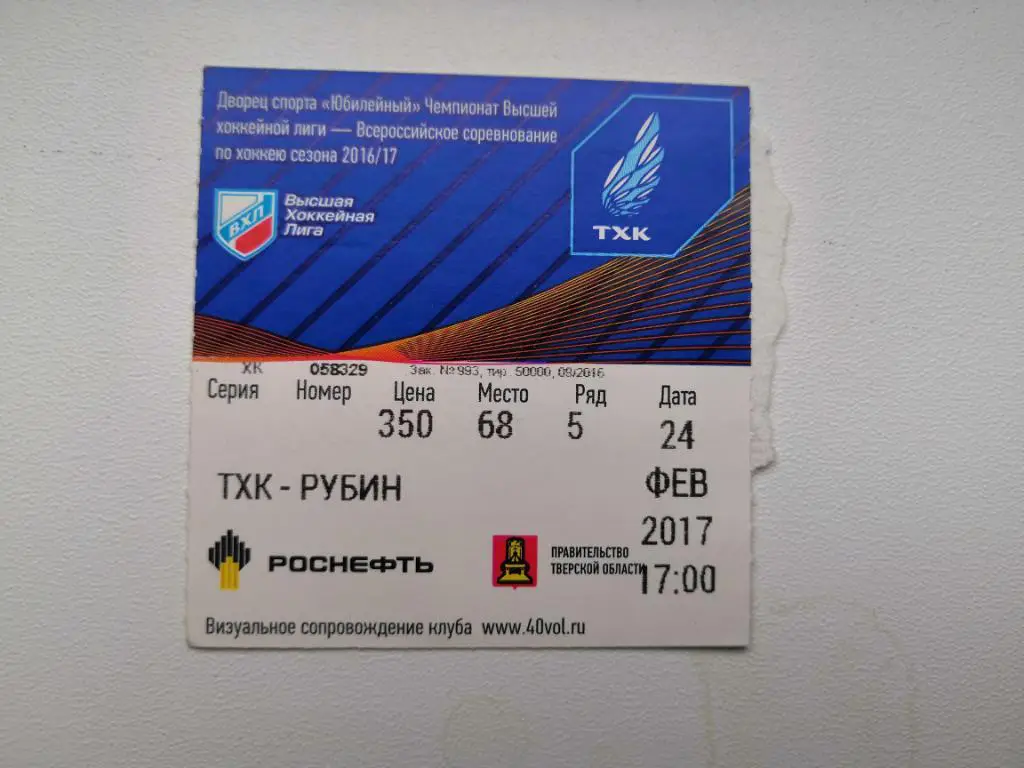 Дворец спорта «Юбилейный» Чемпионат Высшей
хоккейной лиги — Всероссийское соревнование
по хоккею сезона 2016/17
ВХЛ
Высшая
Хоккейная
Лига
ТХК
ХК 058329 Зак. №993, тир. 50000, 09/2016
Серия Номер Цена Место Ряд Дата
350 68 5 24
ТХК - РУБИН ФЕВ
2017
РОСНЕФТЬ
ПРАВИТЕЛЬСТВО
ТВЕРСКОЙ ОБЛАСТИ 17:00
Визуальное сопровождение клуба www.40vol.ru